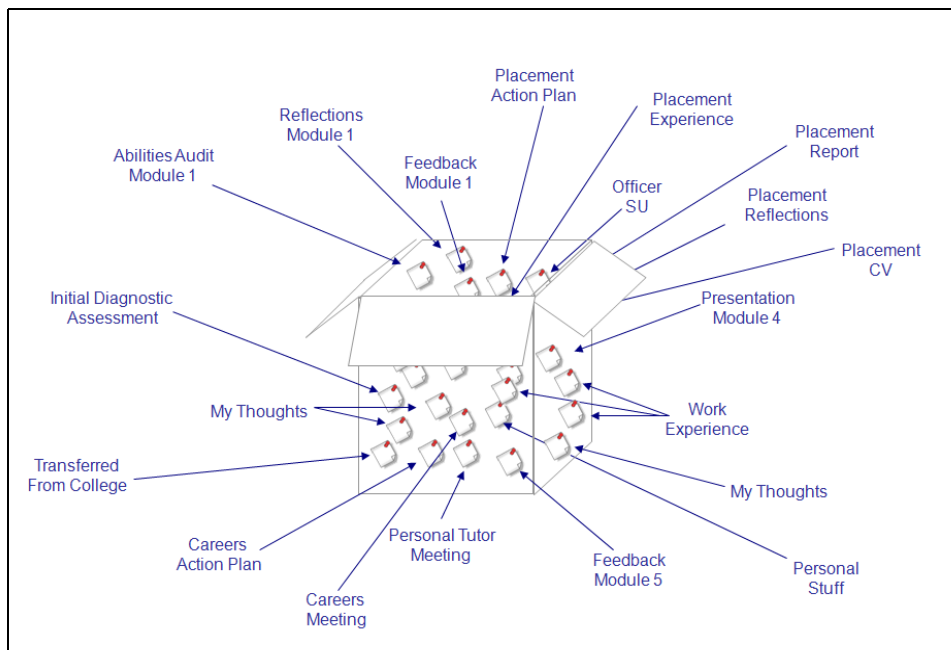 Placement
Action Plan
Placement
Experience
Reflections
Module 1
Placement
Report
Abilities Audit
Module 1
Feedback
Module 1
Officer
SU
Placement
Reflections
Placement
CV
Initial Diagnostic
Assessment
Presentation
Module 4
My Thoughts
Work
Experience
Transferred
From College
My Thoughts
Careers
Action Plan
Personal Tutor
Meeting
Feedback
Module 5
Personal
Stuff
Careers
Meeting